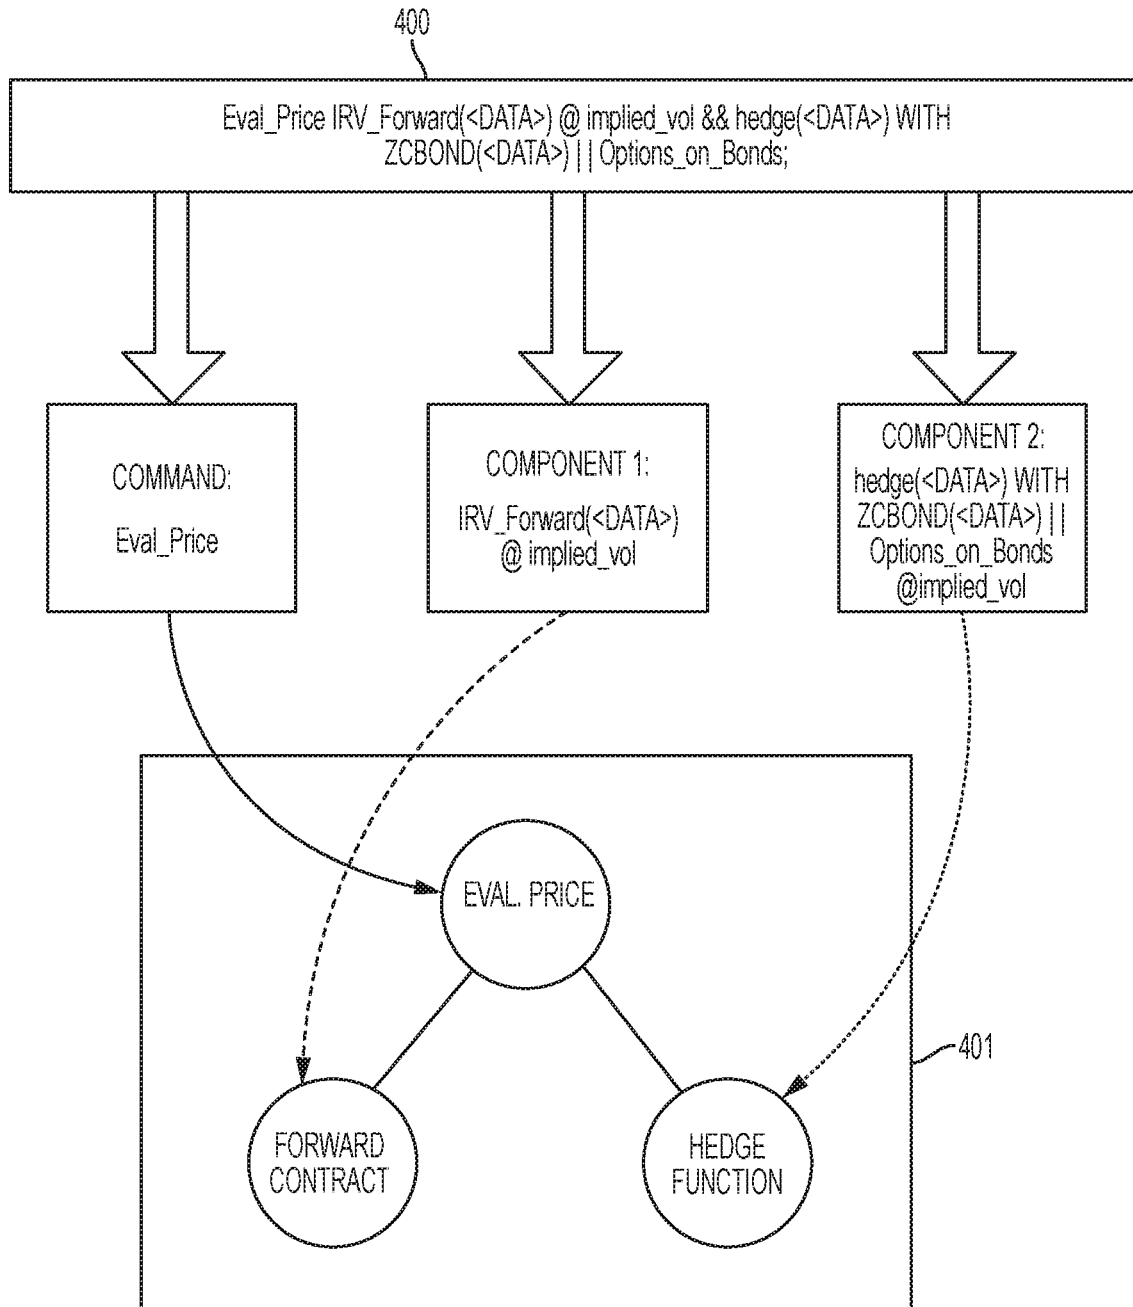 400
Eval_Price IRV_Forward(<DATA>) @ implied_vol && hedge(<DATA>) WITH
ZCBOND(<DATA>) || Options_on_Bonds;
COMMAND:
Eval_Price
COMPONENT 1:
IRV_Forward(<DATA>)
@ implied_vol
COMPONENT 2:
hedge(<DATA>) WITH
ZCBOND(<DATA>) ||
Options_on_Bonds
@implied_vol
EVAL. PRICE
401
FORWARD
CONTRACT
HEDGE
FUNCTION